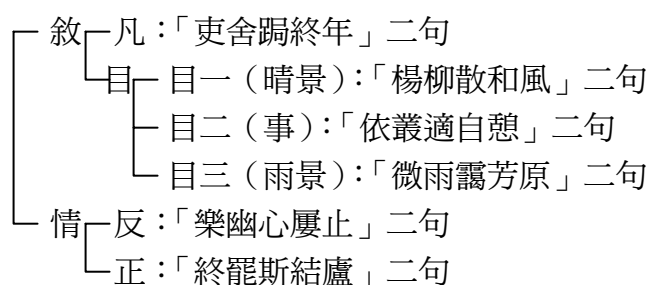 敘 凡：「吏舍跼終年」二句
目 目一（晴景）：「楊柳散和風」二句
目二（事）：「依叢適自憩」二句
目三（雨景）：「微雨靄芳原」二句
情 反：「樂幽心屢止」二句
正：「終罷斯結廬」二句